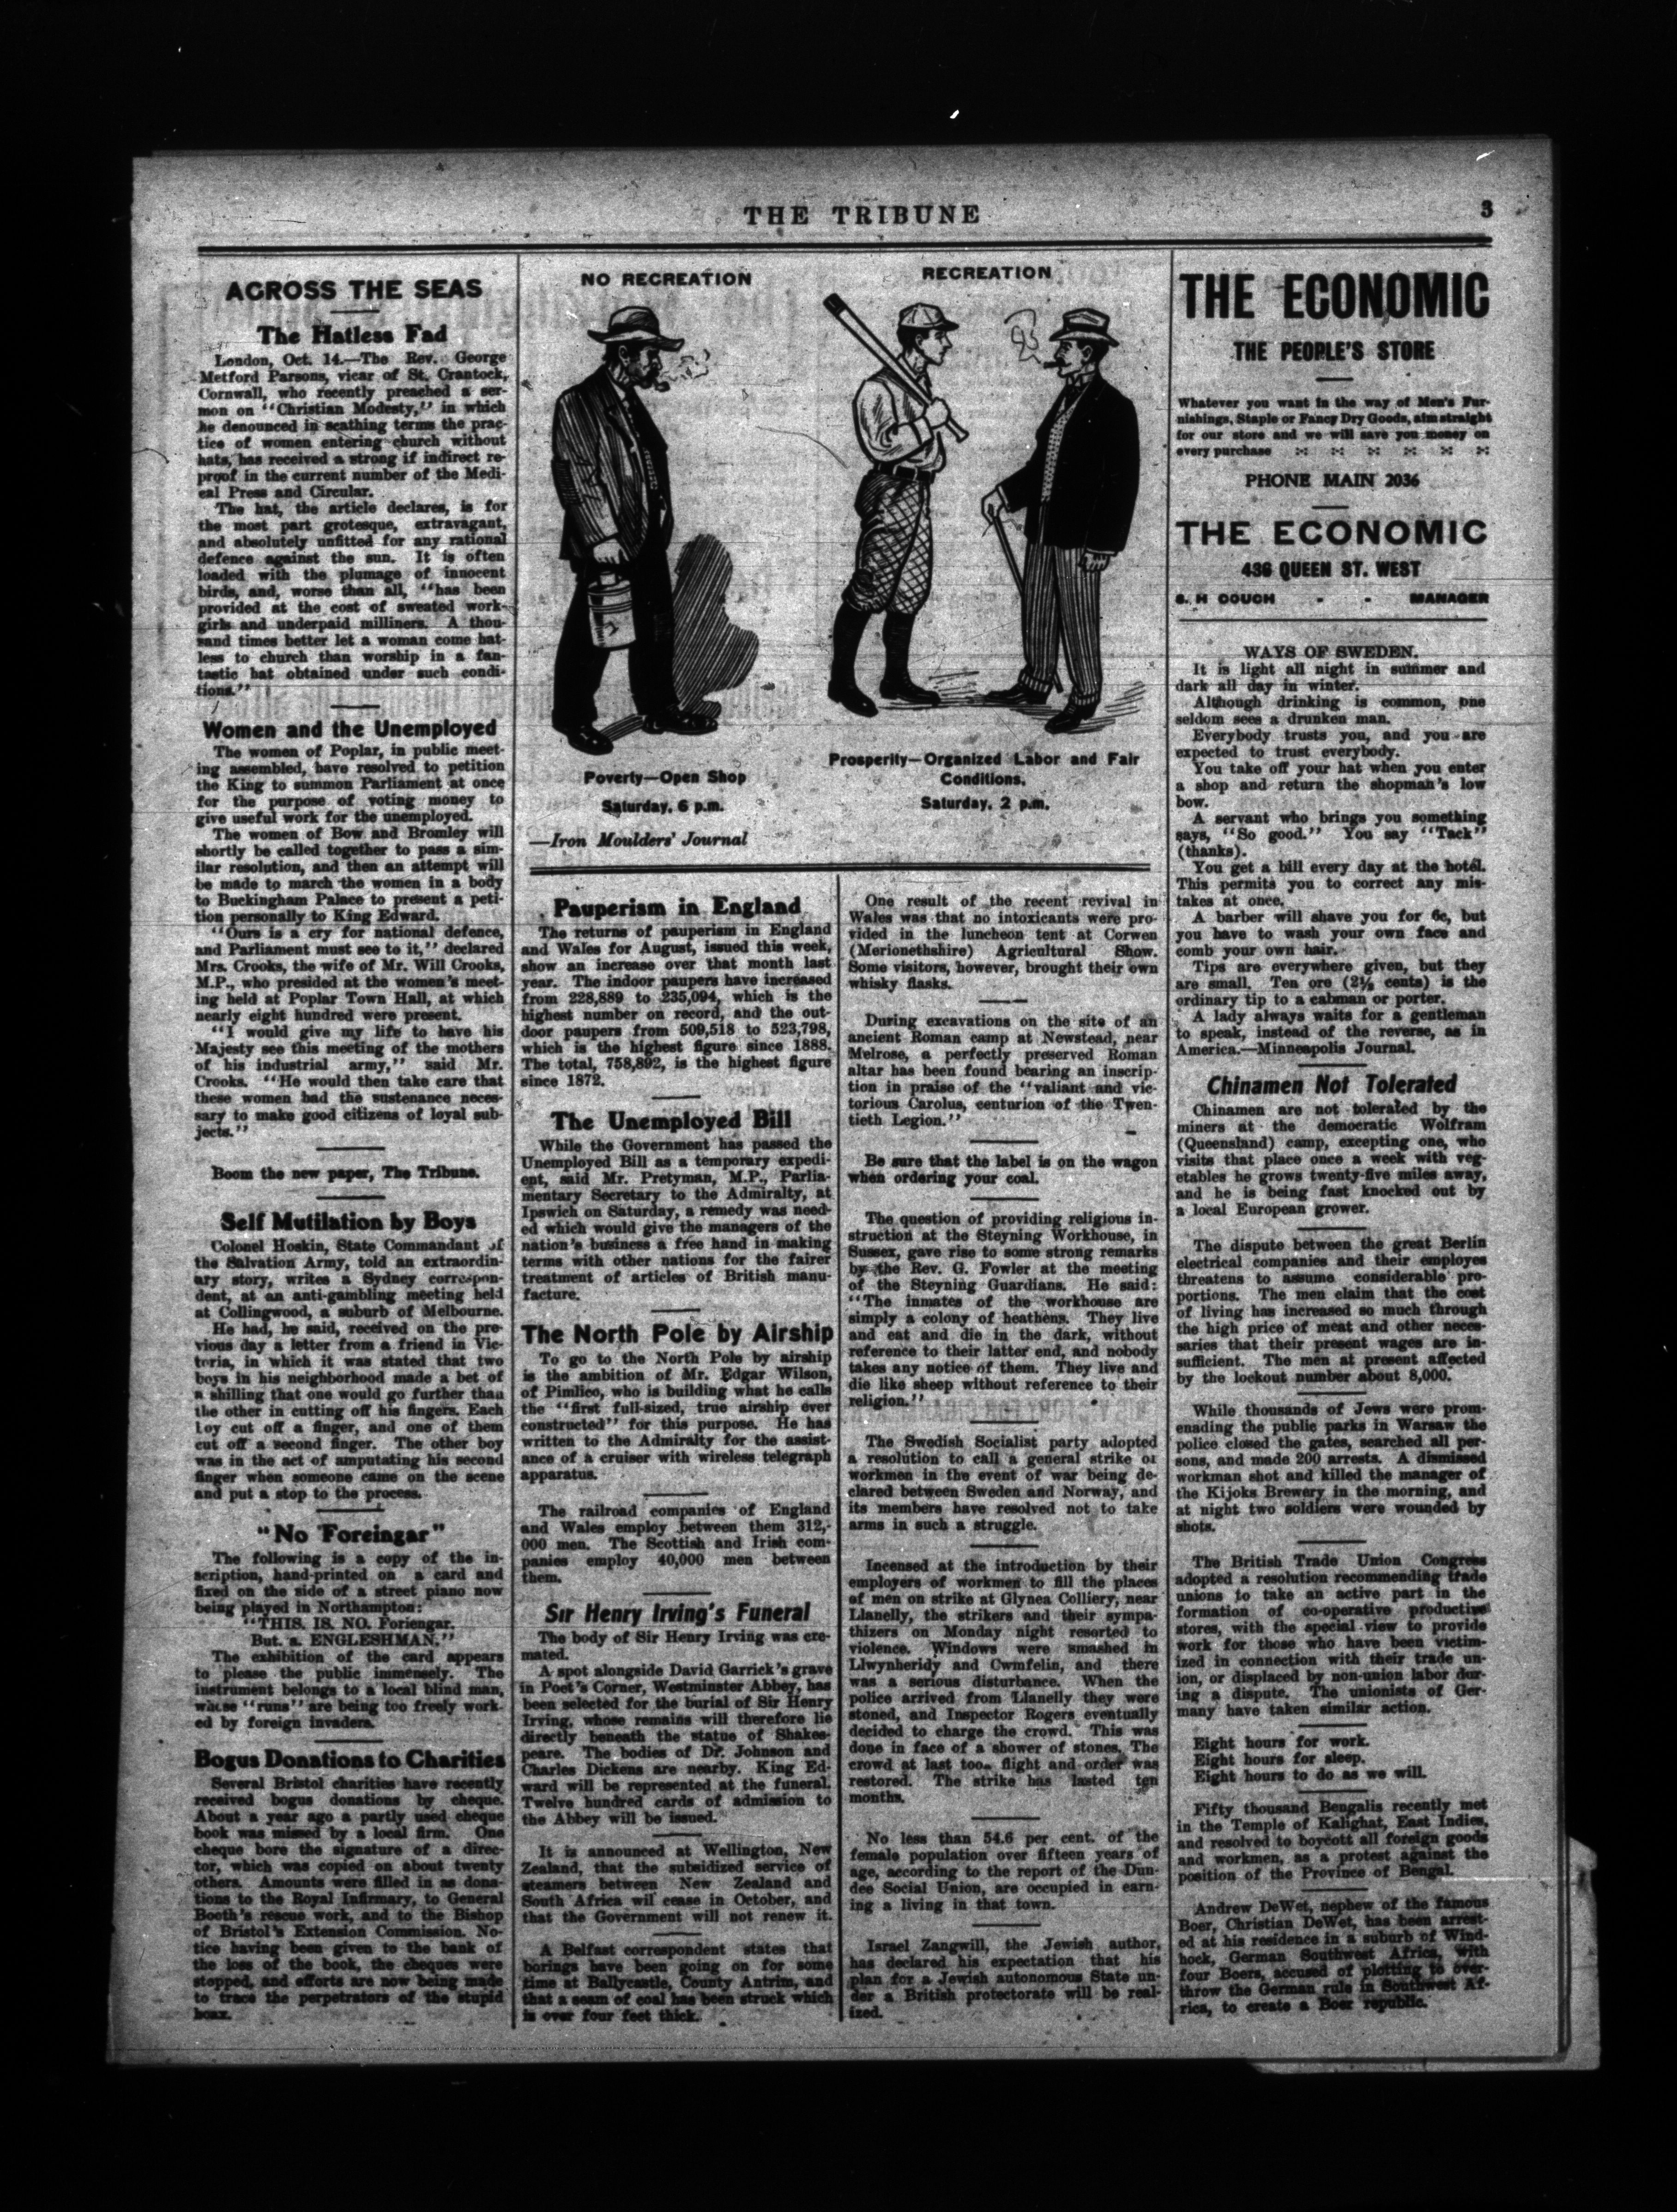 THE TRIBUNE
3
ACROSS THE SEAS
The Hatless Fad
London, Oct. 14.—The Rev. George
Metford Parsons, vicar of St. Crantock,
Cornwall, who recently preached a ser-
mon on "Christian Modesty," in which
he denounced in scathing terms the prac-
tice of women entering church without
hats, has received a strong if indirect re-
proof in the current number of the Medi-
cal Press and Circular.
The hat, the article declares, is for
the most part grotesque, extravagant,
and absolutely unfitted for any rational
defence against the sun. It is often
loaded with the plumage of innocent
birds, and, worse than all, "has been
provided at the cost of sweated work-
girls and underpaid milliners. A thou-
sand times better let a woman come hat-
less to church than worship in a fan-
tastic hat obtained under such condi-
tions."
Women and the Unemployed
The women of Poplar, in public meet-
ing assembled, have resolved to petition
the King to summon Parliament at once
for the purpose of voting money to
give useful work for the unemployed.
The women of Bow and Bromley will
shortly be called together to pass a sim-
ilar resolution, and then an attempt will
be made to march the women in a body
to Buckingham Palace to present a peti-
tion personally to King Edward.
"Ours is a cry for national defence,
and Parliament must see to it," declared
Mrs. Crooks, the wife of Mr. Will Crooks,
M.P., who presided at the women's meet-
ing held at Poplar Town Hall, at which
nearly eight hundred were present.
"I would give my life to have his
Majesty see this meeting of the mothers
of his industrial army," said Mr.
Crooks. "He would then take care that
these women had the sustenance neces-
sary to make good citizens of loyal sub-
jects."
Boom the new paper, The Tribune.
Self Mutilation by Boys
Colonel Hoskin, State Commandant of
the Salvation Army, told an extraordin-
ary story, writes a Sydney correspon-
dent, at an anti-gambling meeting held
at Collingwood, a suburb of Melbourne.
He had, he said, received on the pre-
vious day a letter from a friend in Vic-
toria, in which it was stated that two
boys in his neighborhood made a bet of
a shilling that one would go further than
the other in cutting off his fingers. Each
boy cut off a finger, and one of them
cut off a second finger. The other boy
was in the act of amputating his second
finger when someone came on the scene
and put a stop to the process.
"No Foreingar"
The following is a copy of the in-
scription, hand-printed on a card and
fixed on the side of a street piano now
being played in Northampton:
"THIS. IS. NO. Foriengar.
But. a. ENGLESHMAN."
The exhibition of the card appears
to please the public immensely. The
instrument belongs to a local blind man,
whose "runs" are being too freely work-
ed by foreign invaders.
Bogus Donations to Charities
Several Bristol charities have recently
received bogus donations by cheque.
About a year ago a partly used cheque
book was missed by a local firm. One
cheque bore the signature of a direc-
tor, which was copied on about twenty
others. Amounts were filled in as dona-
tions to the Royal Infirmary, to General
Booth's rescue work, and to the Bishop
of Bristol's Extension Commission. No-
tice having been given to the bank of
the loss of the book, the cheques were
stopped, and efforts are now being made
to trace the perpetrators of the stupid
hoax.
NO RECREATION
RECREATION
Poverty—Open Shop
Saturday, 6 p.m.
Prosperity—Organized Labor and Fair
Conditions.
Saturday, 2 p.m.
—Iron Moulders' Journal
Pauperism in England
The returns of pauperism in England
and Wales for August, issued this week,
show an increase over that month last
year. The indoor paupers have increased
from 228,889 to 235,094, which is the
highest number on record, and the out-
door paupers from 509,518 to 523,798,
which is the highest figure since 1888.
The total, 758,892, is the highest figure
since 1872.
The Unemployed Bill
While the Government has passed the
Unemployed Bill as a temporary expedi-
ent, said Mr. Pretyman, M.P., Parlia-
mentary Secretary to the Admiralty, at
Ipswich on Saturday, a remedy was need-
ed which would give the managers of the
nation's business a free hand in making
terms with other nations for the fairer
treatment of articles of British manu-
facture.
The North Pole by Airship
To go to the North Pole by airship
is the ambition of Mr. Edgar Wilson,
of Pimlico, who is building what he calls
the "first full-sized, true airship ever
constructed" for this purpose. He has
written to the Admiralty for the assist-
ance of a cruiser with wireless telegraph
apparatus.
The railroad companies of England
and Wales employ between them 312,-
000 men. The Scottish and Irish com-
panies employ 40,000 men between
them.
Sir Henry Irving's Funeral
The body of Sir Henry Irving was cre-
mated.
A spot alongside David Garrick's grave
in Poet's Corner, Westminster Abbey, has
been selected for the burial of Sir Henry
Irving, whose remains will therefore lie
directly beneath the statue of Shakes-
peare. The bodies of Dr. Johnson and
Charles Dickens are nearby. King Ed-
ward will be represented at the funeral.
Twelve hundred cards of admission to
the Abbey will be issued.
It is announced at Wellington, New
Zealand, that the subsidized service of
steamers between New Zealand and
South Africa wil cease in October, and
that the Government will not renew it.
A Belfast correspondent states that
borings have been going on for some
time at Ballycastle, County Antrim, and
that a seam of coal has been struck which
is over four feet thick.
One result of the recent revival in
Wales was that no intoxicants were pro-
vided in the luncheon tent at Corwen
(Merionethshire) Agricultural Show.
Some visitors, however, brought their own
whisky flasks.
During excavations on the site of an
ancient Roman camp at Newstead, near
Melrose, a perfectly preserved Roman
altar has been found bearing an inscrip-
tion in praise of the "valiant and vic-
torious Carolus, centurion of the Twen-
tieth Legion."
Be sure that the label is on the wagon
when ordering your coal.
The question of providing religious in-
struction at the Steyning Workhouse, in
Sussex, gave rise to some strong remarks
by the Rev. G. Fowler at the meeting
of the Steyning Guardians. He said:
"The inmates of the workhouse are
simply a colony of heathens. They live
and eat and die in the dark, without
reference to their latter end, and nobody
takes any notice of them. They live and
die like sheep without reference to their
religion."
The Swedish Socialist party adopted
a resolution to call a general strike of
workmen in the event of war being de-
clared between Sweden and Norway, and
its members have resolved not to take
arms in such a struggle.
Incensed at the introduction by their
employers of workmen to fill the places
of men on strike at Glynea Colliery, near
Llanelly, the strikers and their sympa-
thizers on Monday night resorted to
violence. Windows were smashed in
Llwynheridy and Cwmfelin, and there
was a serious disturbance. When the
police arrived from Llanelly they were
stoned, and Inspector Rogers eventually
decided to charge the crowd. This was
done in face of a shower of stones, The
crowd at last took flight and order was
restored. The strike has lasted ten
months.
No less than 54.6 per cent. of the
female population over fifteen years of
age, according to the report of the Dun-
dee Social Union, are occupied in earn-
ing a living in that town.
Israel Zangwill, the Jewish author,
has declared his expectation that his
plan for a Jewish autonomous State un-
der a British protectorate will be real-
ized.
THE ECONOMIC
THE PEOPLE'S STORE
Whatever you want in the way of Men's Fur-
nishings, Staple or Fancy Dry Goods, aim straight
for our store and we will save you money on
every purchase
PHONE MAIN 2036
THE ECONOMIC
436 QUEEN ST. WEST
S. H COUCH - - MANAGER
WAYS OF SWEDEN.
It is light all night in summer and
dark all day in winter.
Although drinking is common, one
seldom sees a drunken man.
Everybody trusts you, and you are
expected to trust everybody.
You take off your hat when you enter
a shop and return the shopman's low
bow.
A servant who brings you something
says, "So good." You say "Tack"
(thanks).
You get a bill every day at the hotel.
This permits you to correct any mis-
takes at once.
A barber will shave you for 6c, but
you have to wash your own face and
comb your own hair.
Tips are everywhere given, but they
are small. Ten ore (2½ cents) is the
ordinary tip to a cabman or porter.
A lady always waits for a gentleman
to speak, instead of the reverse, as in
America.—Minneapolis Journal.
Chinamen Not Tolerated
Chinamen are not tolerated by the
miners at the democratic Wolfram
(Queensland) camp, excepting one, who
visits that place once a week with veg-
etables he grows twenty-five miles away,
and he is being fast knocked out by
a local European grower.
The dispute between the great Berlin
electrical companies and their employes
threatens to assume considerable pro-
portions. The men claim that the cost
of living has increased so much through
the high price of meat and other neces-
saries that their present wages are in-
sufficient. The men at present affected
by the lockout number about 8,000.
While thousands of Jews were prom-
enading the public parks in Warsaw the
police closed the gates, searched all per-
sons, and made 200 arrests. A dismissed
workman shot and killed the manager of
the Kijoks Brewery in the morning, and
at night two soldiers were wounded by
shots.
The British Trade Union Congress
adopted a resolution recommending trade
unions to take an active part in the
formation of co-operative productive
stores, with the special view to provide
work for those who have been victim-
ized in connection with their trade un-
ion, or displaced by non-union labor dur-
ing a dispute. The unionists of Ger-
many have taken similar action.
Eight hours for work.
Eight hours for sleep.
Eight hours to do as we will.
Fifty thousand Bengalis recently met
in the Temple of Kalighat, East Indies,
and resolved to boycott all foreign goods
and workmen, as a protest against the
position of the Province of Bengal.
Andrew DeWet, nephew of the famous
Boer, Christian DeWet, has been arrest-
ed at his residence in a suburb of Wind-
hock, German Southwest Africa, with
four Boers, accused of plotting to over-
throw the German rule in Southwest Af-
rica, to create a Boer republic.